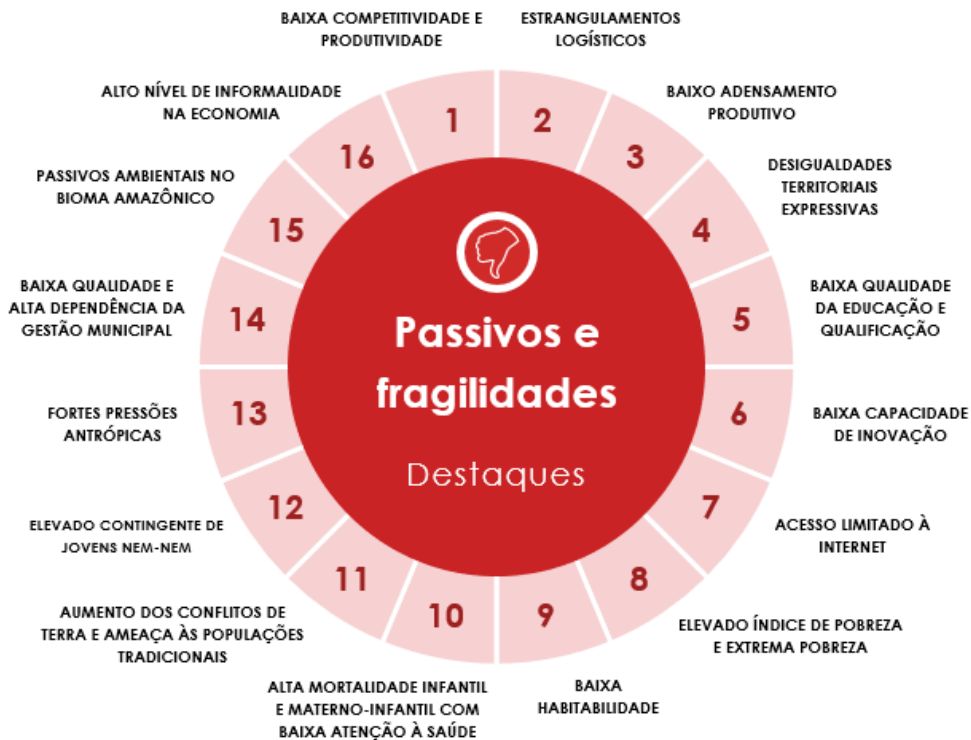 BAIXA COMPETITIVIDADE E
PRODUTIVIDADE
1
ESTRANGULAMENTOS
LOGÍSTICOS
2
BAIXO ADENSAMENTO
PRODUTIVO
3
DESIGUALDADES
TERRITORIAIS
EXPRESSIVAS
4
BAIXA QUALIDADE
DA EDUCAÇÃO E
QUALIFICAÇÃO
5
BAIXA CAPACIDADE
DE INOVAÇÃO
6
ACESSO LIMITADO À
INTERNET
7
ELEVADO ÍNDICE DE POBREZA
E EXTREMA POBREZA
8
BAIXA
HABITABILIDADE
9
ALTA MORTALIDADE INFANTIL
E MATERNO-INFANTIL COM
BAIXA ATENÇÃO À SAÚDE
10
AUMENTO DOS CONFLITOS DE
TERRA E AMEAÇA ÀS POPULAÇÕES
TRADICIONAIS
11
ELEVADO CONTINGENTE DE
JOVENS NEM-NEM
12
FORTES PRESSÕES
ANTRÓPICAS
13
BAIXA QUALIDADE E
ALTA DEPENDÊNCIA DA
GESTÃO MUNICIPAL
14
PASSIVOS AMBIENTAIS NO
BIOMA AMAZÔNICO
15
ALTO NÍVEL DE INFORMALIDADE
NA ECONOMIA
16
Passivos e
fragilidades
Destaques